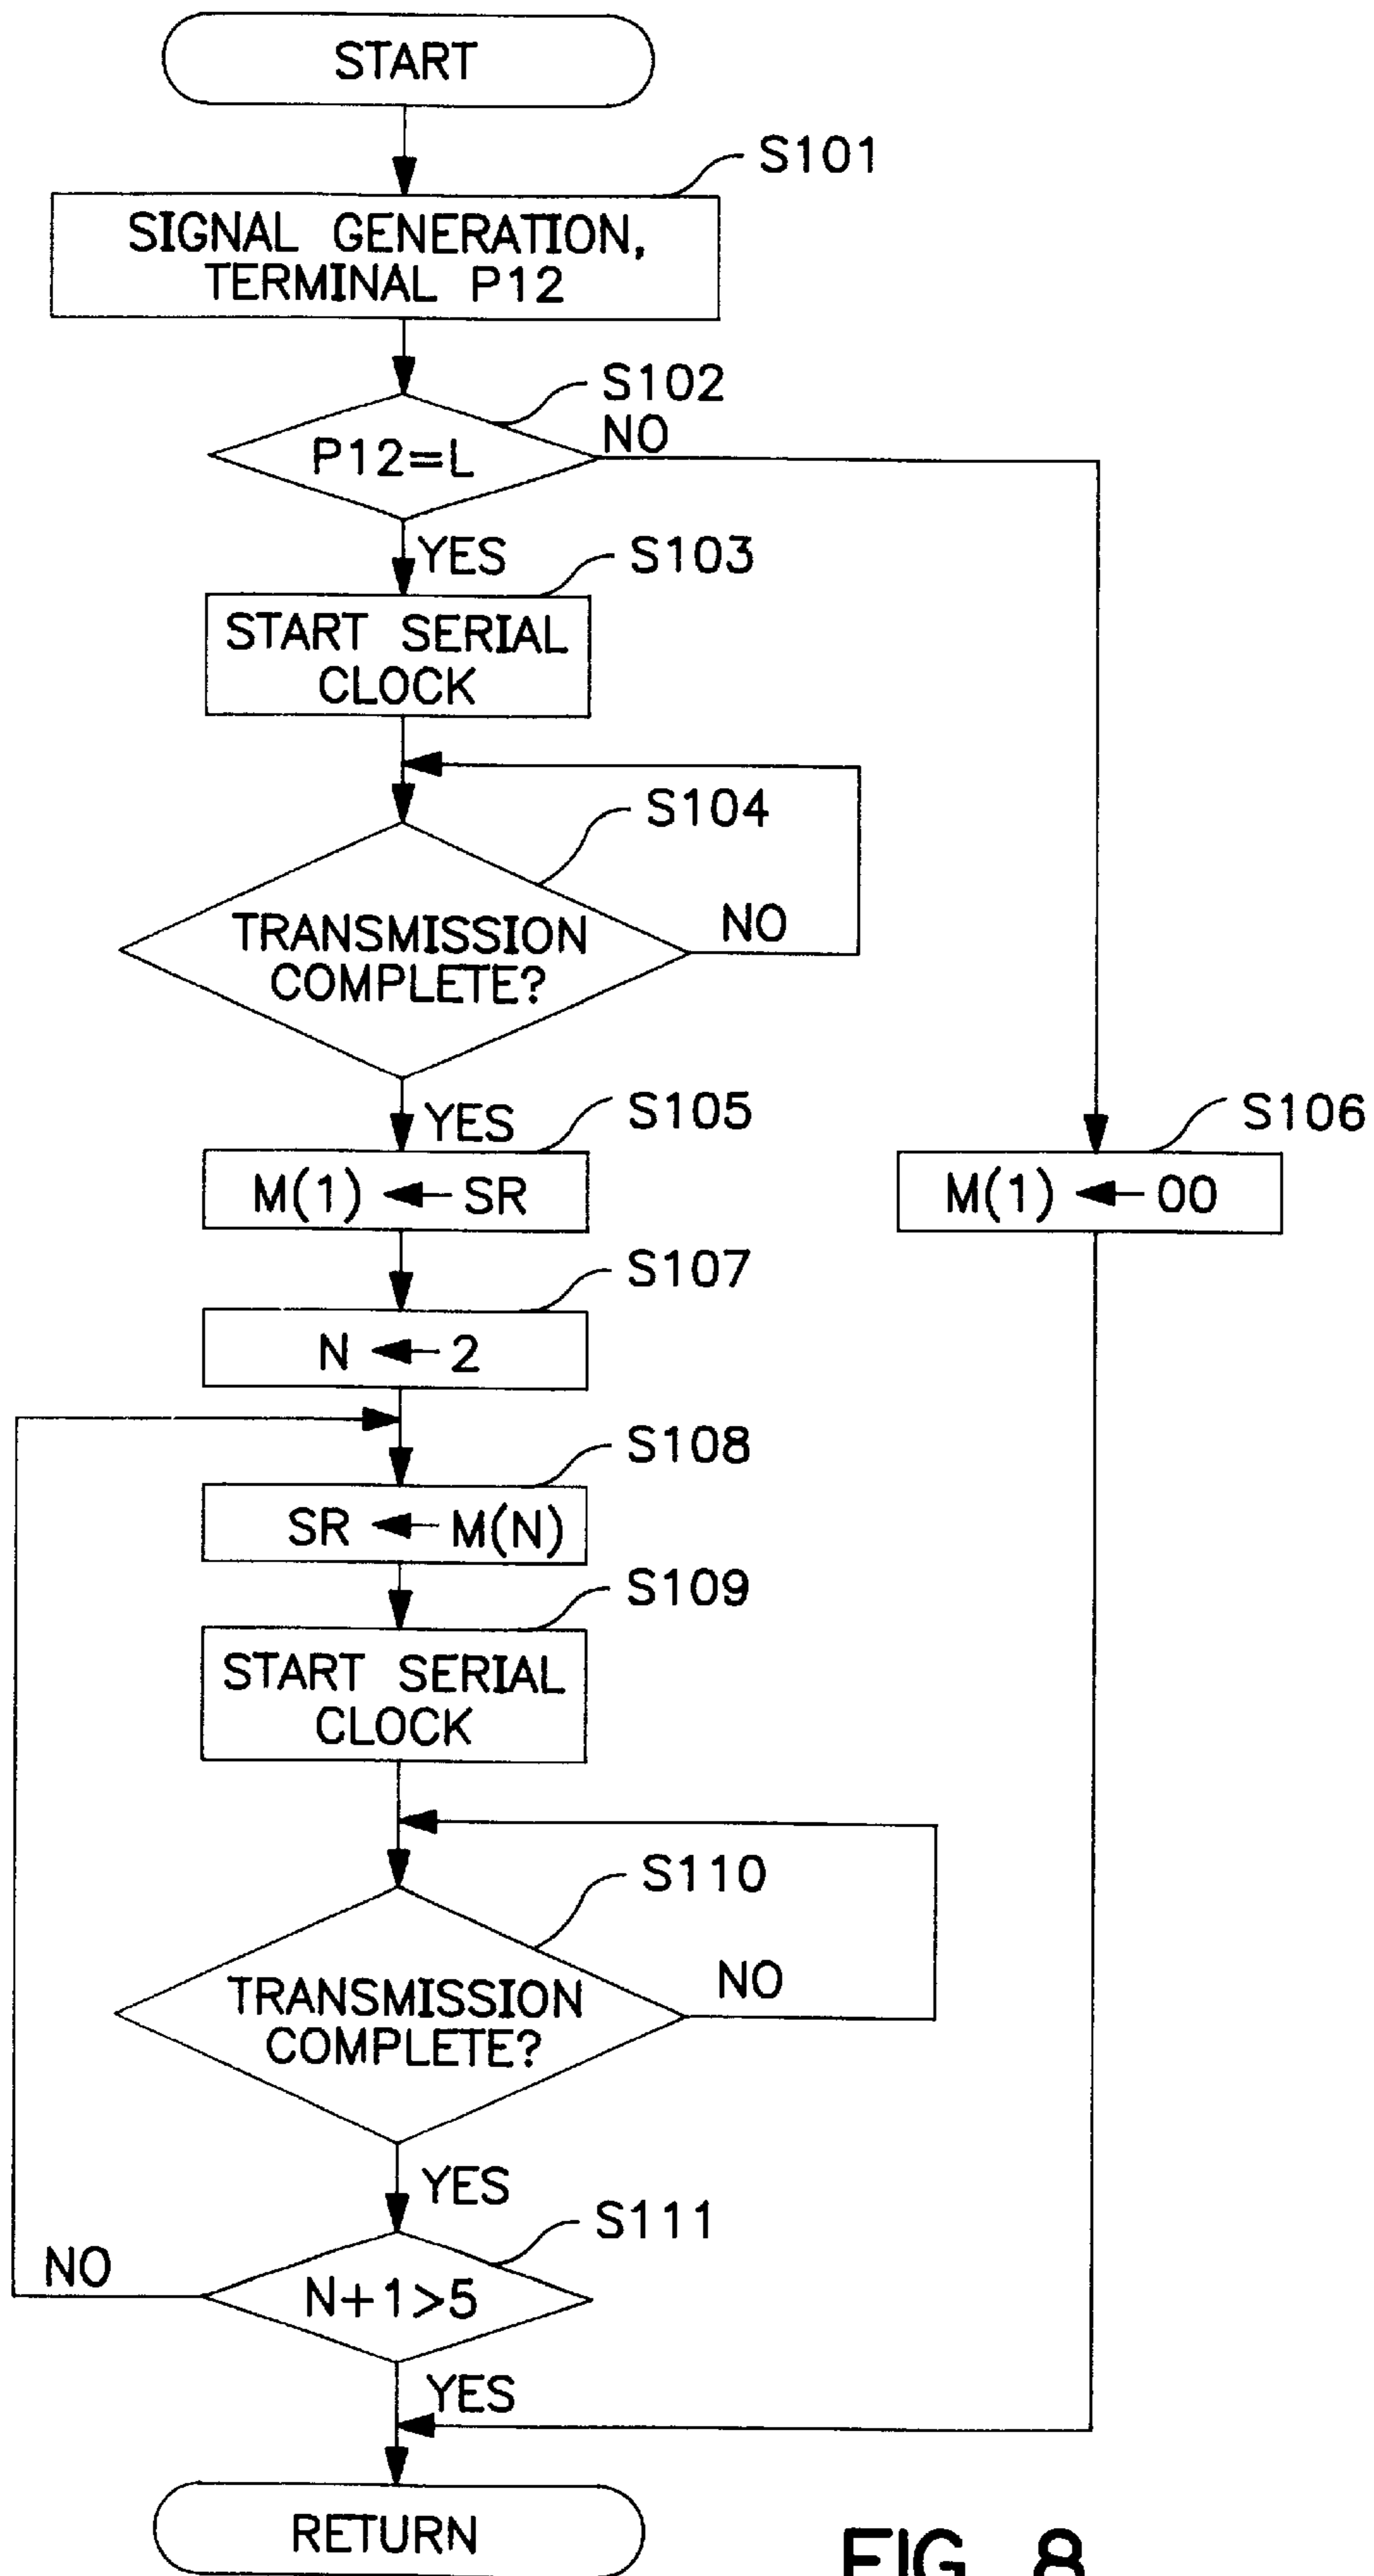 START
S101
SIGNAL GENERATION,
TERMINAL P12
S102
P12=L
NO
YES
S103
START SERIAL
CLOCK
S104
TRANSMISSION
COMPLETE?
NO
YES
S105
M(1) ← SR
S106
M(1) ← 00
S107
N ← 2
S108
SR ← M(N)
S109
START SERIAL
CLOCK
S110
TRANSMISSION
COMPLETE?
NO
YES
S111
N+1>5
NO
YES
RETURN
FIG. 8